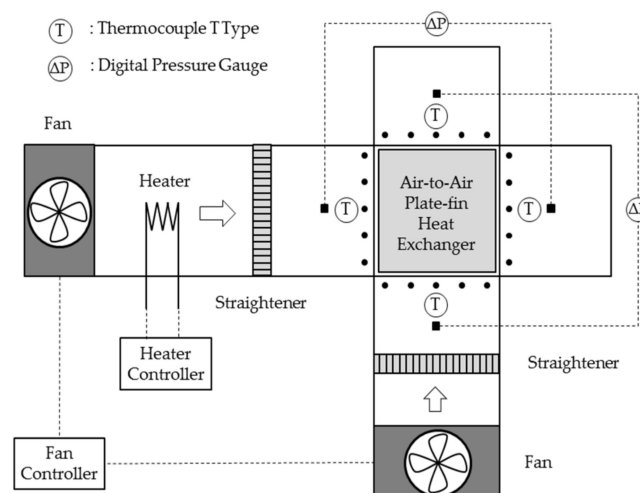 T : Thermocouple T Type
ΔP : Digital Pressure Gauge
ΔP
Fan
T
Heater
Air-to-Air
Plate-fin
Heat
Exchanger
T
T
T
Straightener
Heater
Controller
Straightener
Fan
Controller
Fan